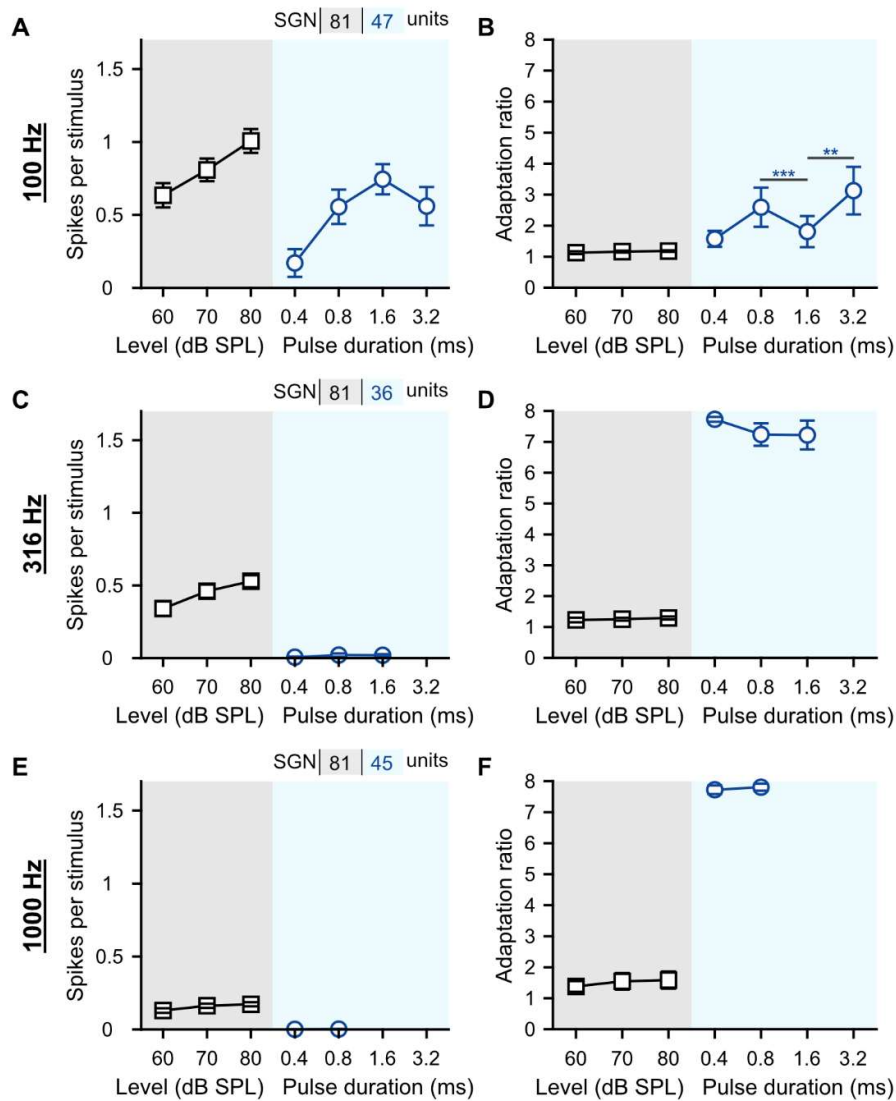 A
SGN 81 47 units
B
100 Hz
Spikes per stimulus
1.5
1
0.5
0
60 70 80 0.4 0.8 1.6 3.2
Level (dB SPL) Pulse duration (ms)
Adaptation ratio
8
7
6
5
4
3
2
1
0
*** **
60 70 80 0.4 0.8 1.6 3.2
Level (dB SPL) Pulse duration (ms)
C
SGN 81 36 units
D
316 Hz
Spikes per stimulus
1.5
1
0.5
0
60 70 80 0.4 0.8 1.6 3.2
Level (dB SPL) Pulse duration (ms)
Adaptation ratio
8
7
6
5
4
3
2
1
0
60 70 80 0.4 0.8 1.6 3.2
Level (dB SPL) Pulse duration (ms)
E
SGN 81 45 units
F
1000 Hz
Spikes per stimulus
1.5
1
0.5
0
60 70 80 0.4 0.8 1.6 3.2
Level (dB SPL) Pulse duration (ms)
Adaptation ratio
8
7
6
5
4
3
2
1
0
60 70 80 0.4 0.8 1.6 3.2
Level (dB SPL) Pulse duration (ms)